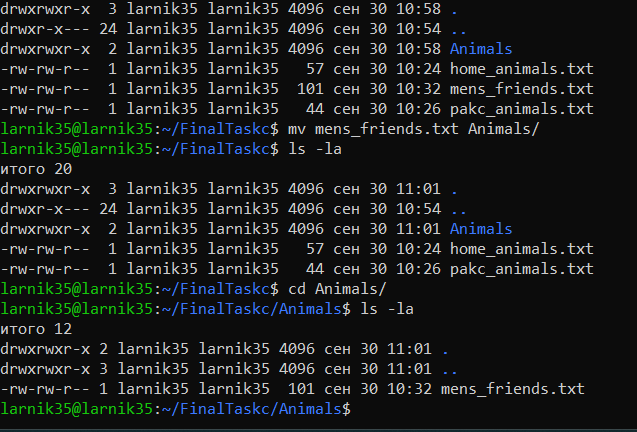 drwxrwxr-x  3 larnik35 larnik35 4096 сен 30 10:58 .
drwxr-x--- 24 larnik35 larnik35 4096 сен 30 10:54 ..
drwxrwxr-x  2 larnik35 larnik35 4096 сен 30 10:58 Animals
-rw-rw-r--  1 larnik35 larnik35   57 сен 30 10:24 home_animals.txt
-rw-rw-r--  1 larnik35 larnik35  101 сен 30 10:32 mens_friends.txt
-rw-rw-r--  1 larnik35 larnik35   44 сен 30 10:26 pakc_animals.txt
larnik35@larnik35:~/FinalTaskc$ mv mens_friends.txt Animals/
larnik35@larnik35:~/FinalTaskc$ ls -la
итого 20
drwxrwxr-x  3 larnik35 larnik35 4096 сен 30 11:01 .
drwxr-x--- 24 larnik35 larnik35 4096 сен 30 10:54 ..
drwxrwxr-x  2 larnik35 larnik35 4096 сен 30 11:01 Animals
-rw-rw-r--  1 larnik35 larnik35   57 сен 30 10:24 home_animals.txt
-rw-rw-r--  1 larnik35 larnik35   44 сен 30 10:26 pakc_animals.txt
larnik35@larnik35:~/FinalTaskc$ cd Animals/
larnik35@larnik35:~/FinalTaskc/Animals$ ls -la
итого 12
drwxrwxr-x 2 larnik35 larnik35 4096 сен 30 11:01 .
drwxrwxr-x 3 larnik35 larnik35 4096 сен 30 11:01 ..
-rw-rw-r-- 1 larnik35 larnik35  101 сен 30 10:32 mens_friends.txt
larnik35@larnik35:~/FinalTaskc/Animals$